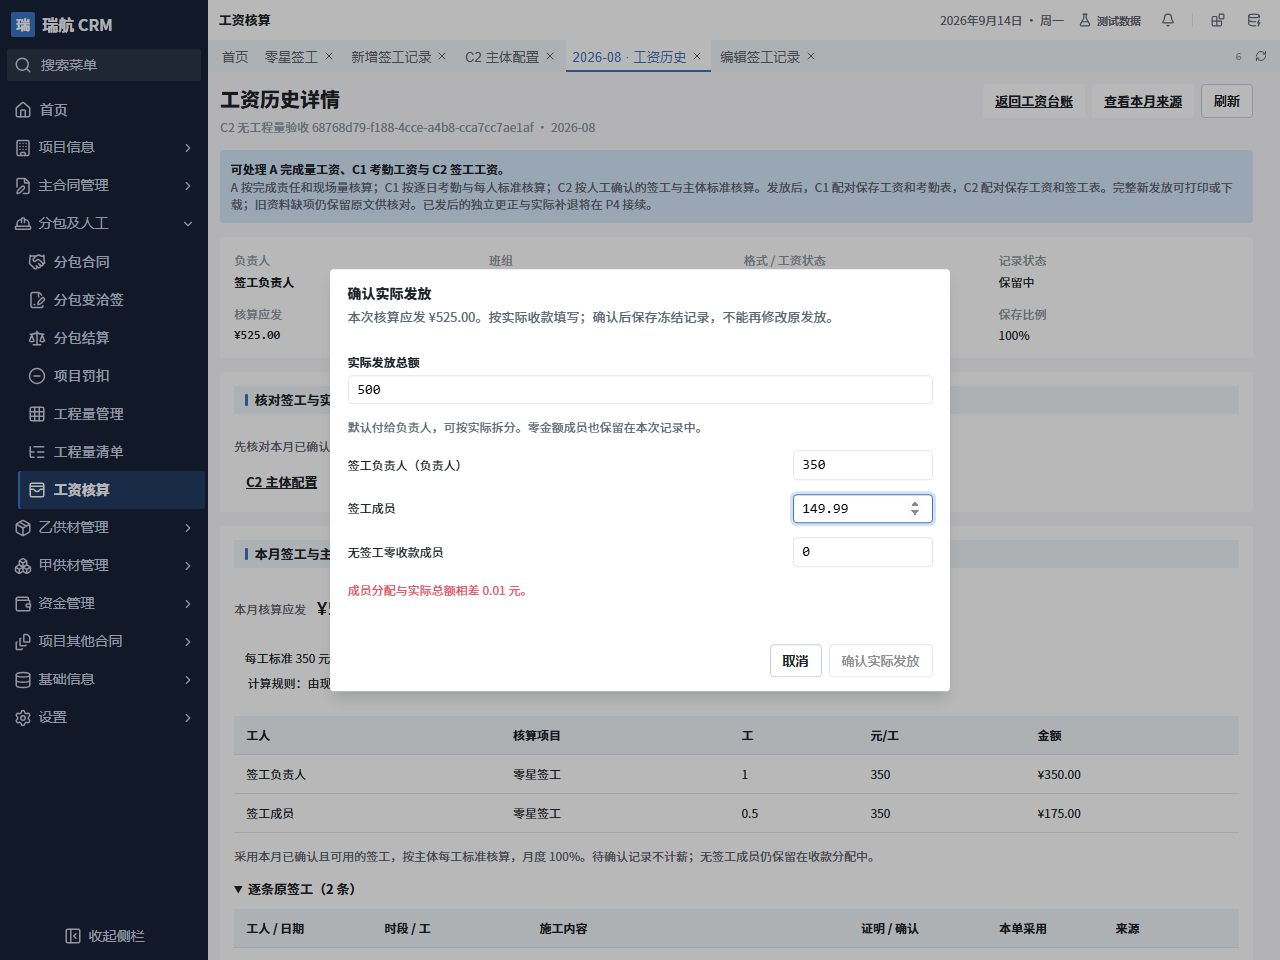 瑞 瑞航 CRM
搜索菜单
首页
项目信息
主合同管理
分包及人工
分包合同
分包变洽签
分包结算
项目罚扣
工程量管理
工程量清单
工资核算
乙供材管理
甲供材管理
资金管理
项目其他合同
基础信息
设置
收起侧栏
工资核算
2026年9月14日 · 周一 测试数据
首页 零星签工 × 新增签工记录 × C2 主体配置 × 2026-08 · 工资历史 × 编辑签工记录 × 6
工资历史详情
C2 无工程量验收 68768d79-f188-4cce-a4b8-cca7cc7ae1af · 2026-08
返回工资台账 查看本月来源 刷新
可处理 A 完成量工资、C1 考勤工资与 C2 签工工资。
A 按完成责任和现场量核算；C1 按逐日考勤与每人标准核算；C2 按人工确认的签工与主体标准核算。发放后，C1 配对保存工资和考勤表，C2 配对保存工资和签工表。完整新发放可打印或下
载；旧资料缺项仍保留原文供核对。已发后的独立更正与实际补退将在 P4 接续。
负责人 班组 格式 / 工资状态 记录状态
签工负责人 保留中
核算应发 保存比例
¥525.00 100%
核对签工与实
先核对本月已确认
C2 主体配置
本月签工与主
本月核算应发
每工标准 350 元
计算规则：由现
确认实际发放
本次核算应发 ¥525.00。按实际收款填写；确认后保存冻结记录，不能再修改原发放。
实际发放总额
500
默认付给负责人，可按实际拆分。零金额成员也保留在本次记录中。
签工负责人（负责人） 350
签工成员 149.99
无签工零收款成员 0
成员分配与实际总额相差 0.01 元。
取消 确认实际发放
工人 核算项目 工 元/工 金额
签工负责人 零星签工 1 350 ¥350.00
签工成员 零星签工 0.5 350 ¥175.00
采用本月已确认且可用的签工，按主体每工标准核算，月度 100%。待确认记录不计薪；无签工成员仍保留在收款分配中。
▼ 逐条原签工（2 条）
工人 / 日期 时段 / 工 施工内容 证明 / 确认 本单采用 来源